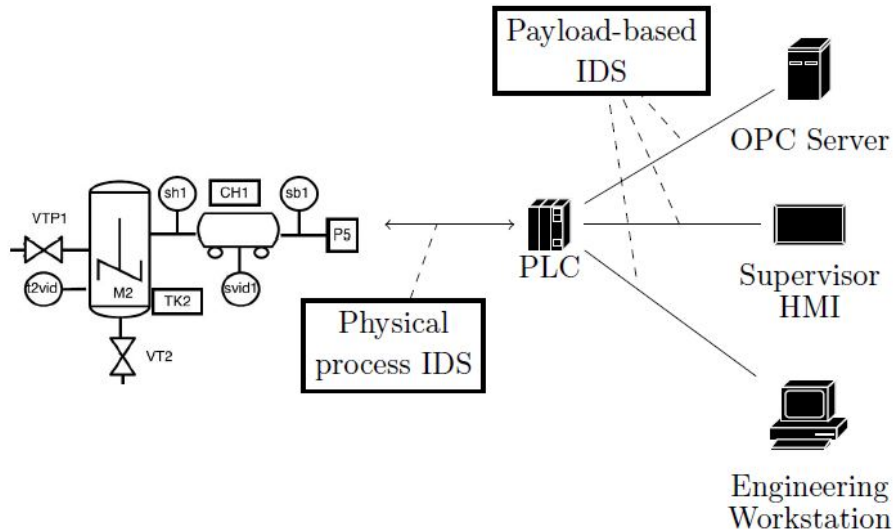 Payload-based
IDS
OPC Server
sh1
CH1
sb1
VTP1
P5
PLC
t2vid
M2
TK2
svid1
Supervisor
HMI
VT2
Physical
process IDS
Engineering
Workstation